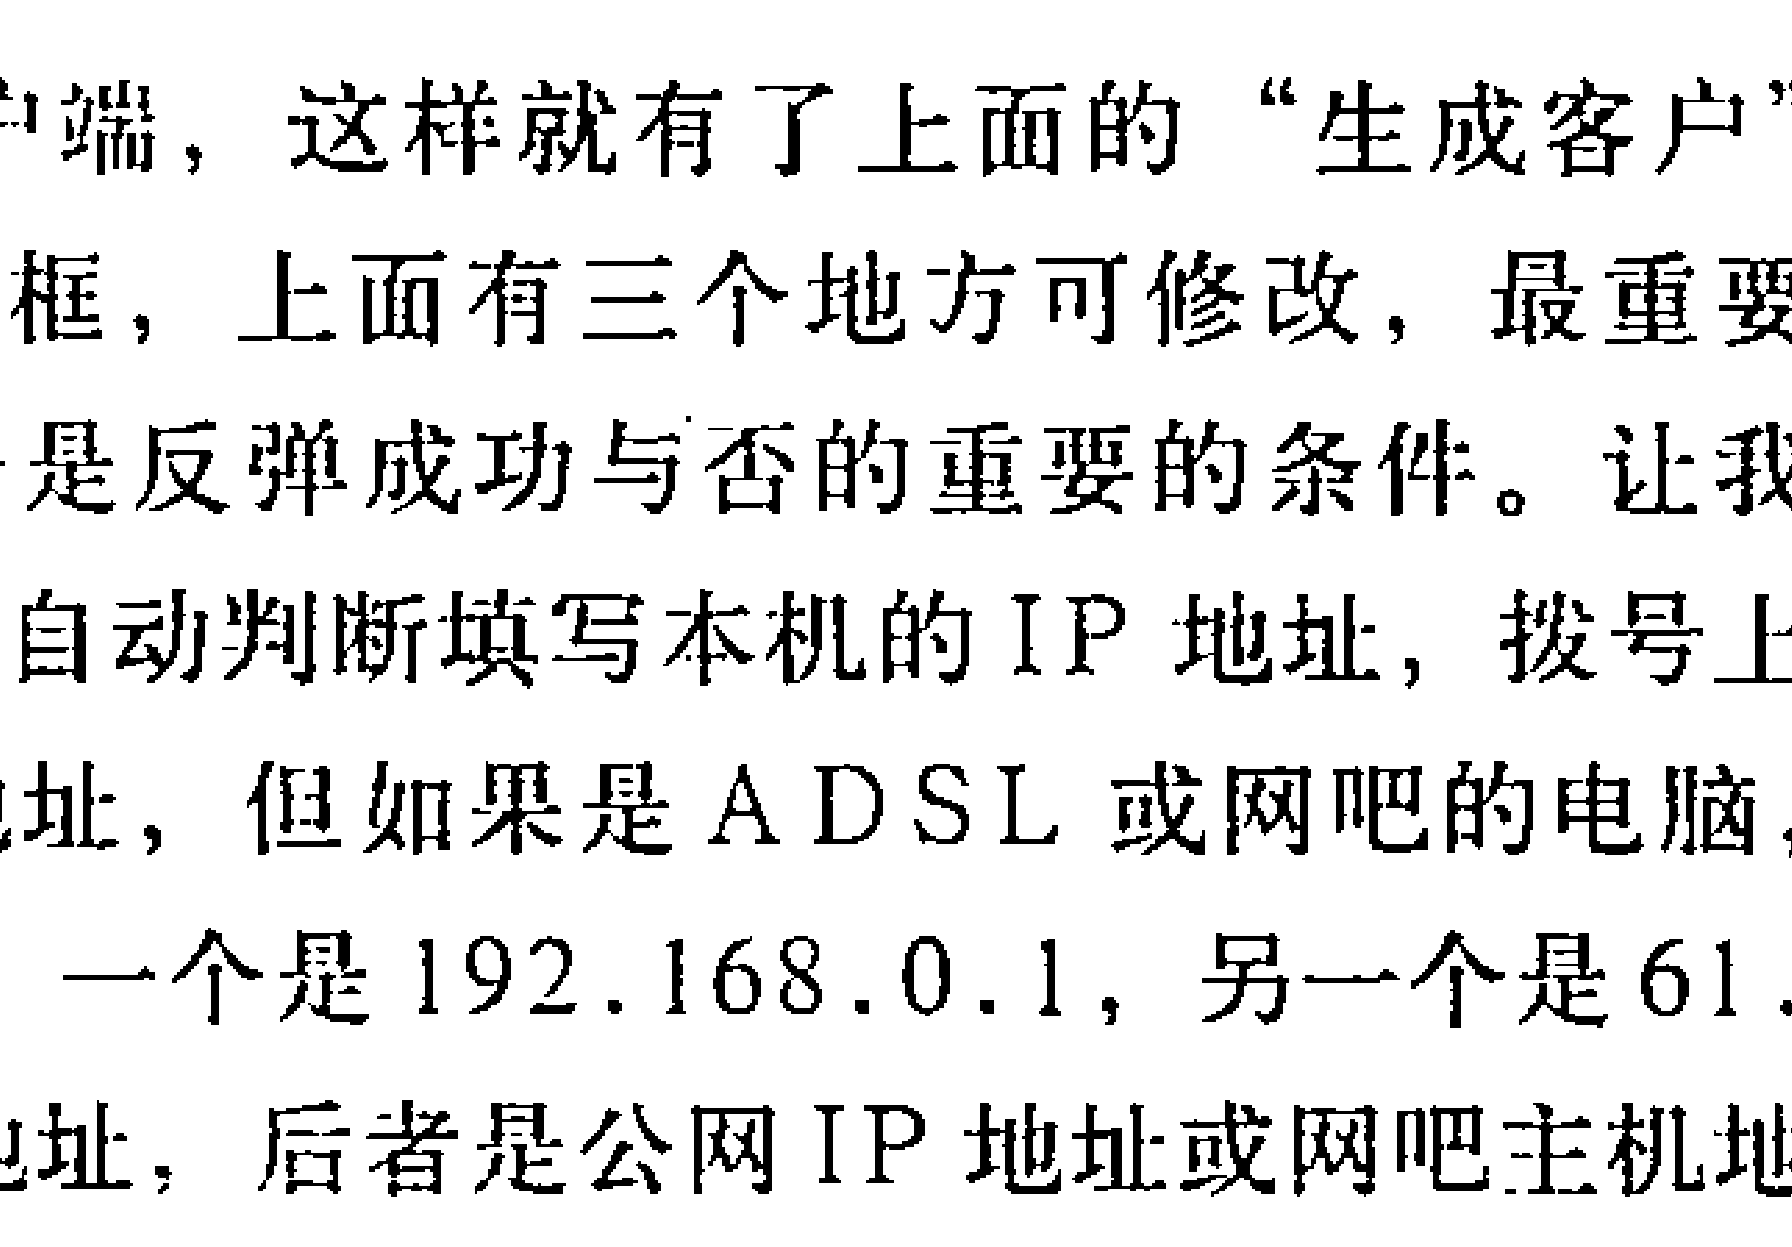 户端，这样就有了上面的“生成客户”
框，上面有三个地方可修改，最重要
是反弹成功与否的重要的条件。让我
自动判断填写本机的IP 地址，拨号上
地址，但如果是ADSL 或网吧的电脑，
一个是192.168.0.1，另一个是61.
地址，后者是公网IP 地址或网吧主机地